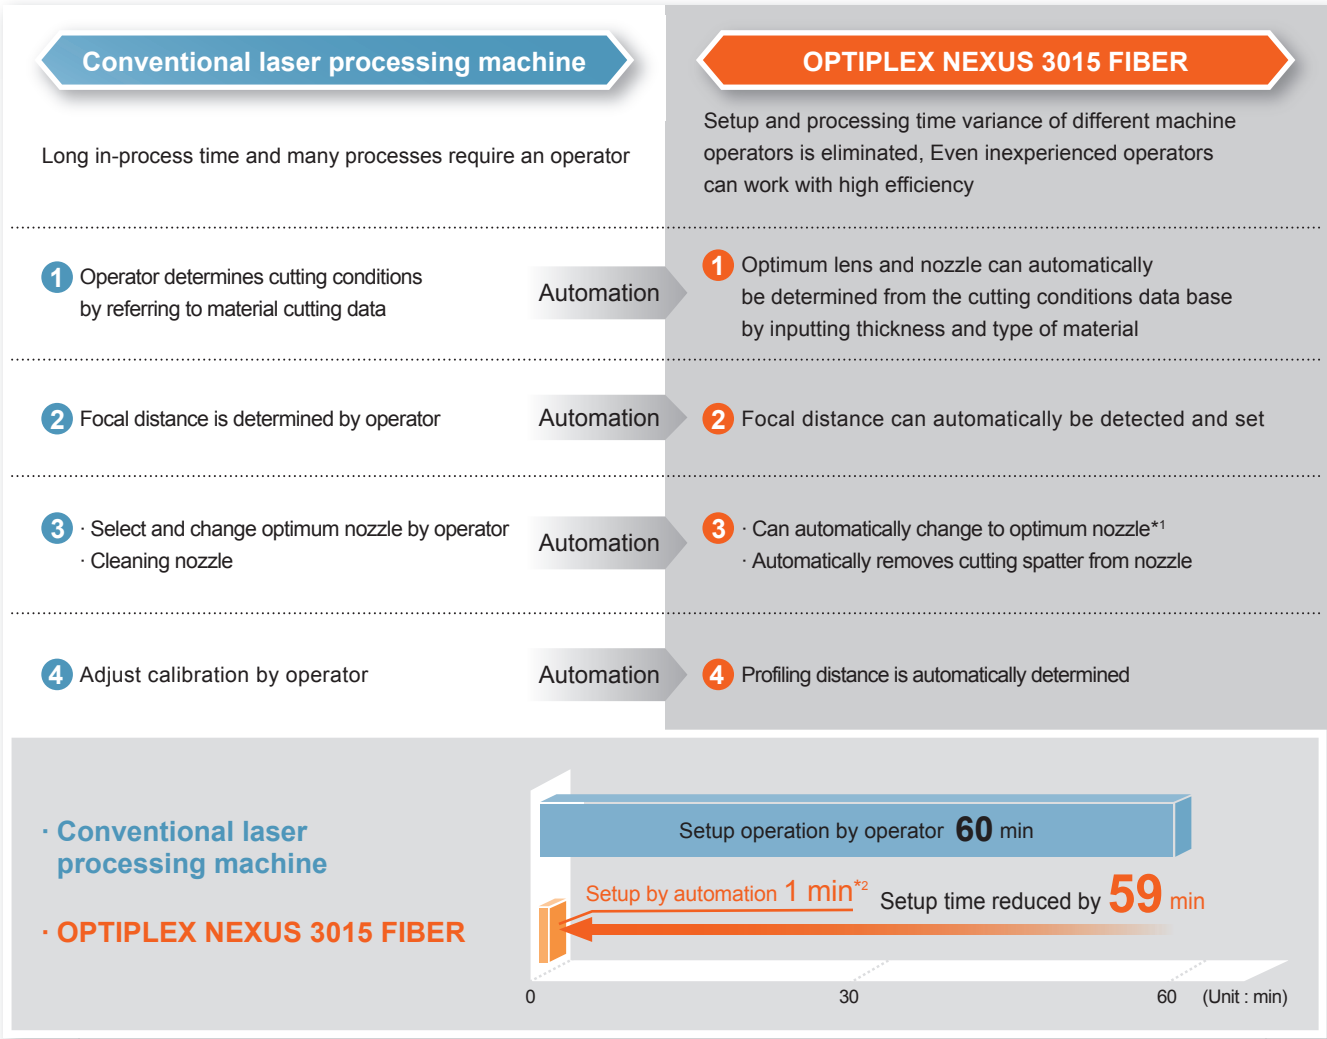 Conventional laser processing machine
OPTIPLEX NEXUS 3015 FIBER
Long in-process time and many processes require an operator
Setup and processing time variance of different machine
operators is eliminated, Even inexperienced operators
can work with high efficiency
1 Operator determines cutting conditions
by referring to material cutting data
Automation
1 Optimum lens and nozzle can automatically
be determined from the cutting conditions data base
by inputting thickness and type of material
2 Focal distance is determined by operator
Automation
2 Focal distance can automatically be detected and set
3 · Select and change optimum nozzle by operator
· Cleaning nozzle
Automation
3 · Can automatically change to optimum nozzle*1
· Automatically removes cutting spatter from nozzle
4 Adjust calibration by operator
Automation
4 Profiling distance is automatically determined
· Conventional laser
processing machine
· OPTIPLEX NEXUS 3015 FIBER
Setup operation by operator 60 min
Setup by automation 1 min*2
Setup time reduced by 59 min
0 30 60 (Unit : min)